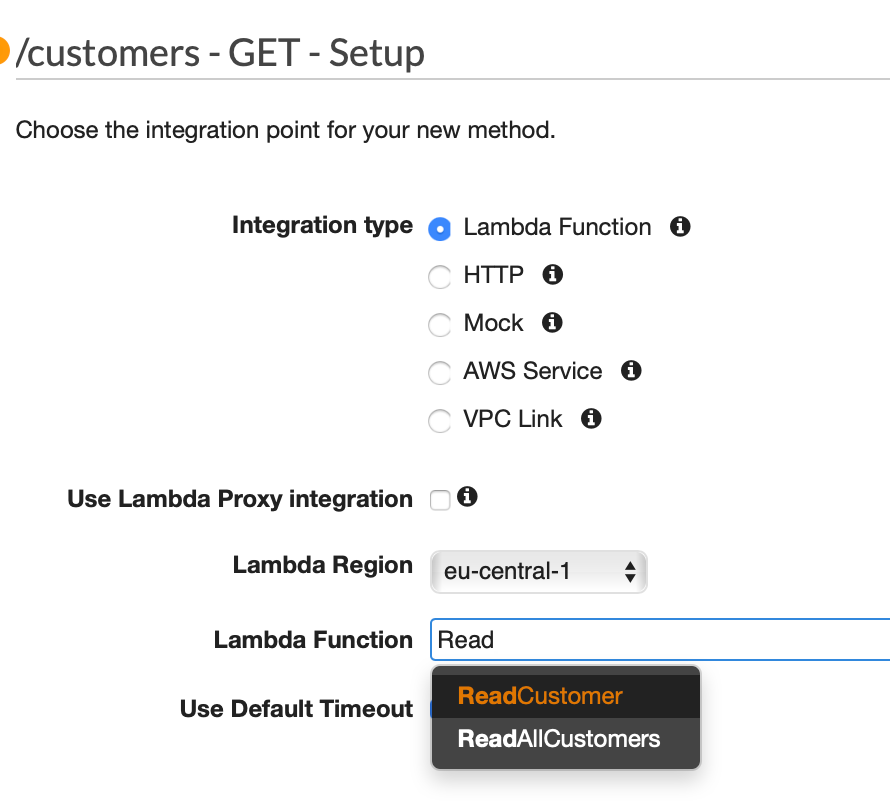 /customers - GET - Setup
Choose the integration point for your new method.
Integration type Lambda Function
HTTP
Mock
AWS Service
VPC Link
Use Lambda Proxy integration
Lambda Region eu-central-1
Lambda Function Read
ReadCustomer
Use Default Timeout
ReadAllCustomers